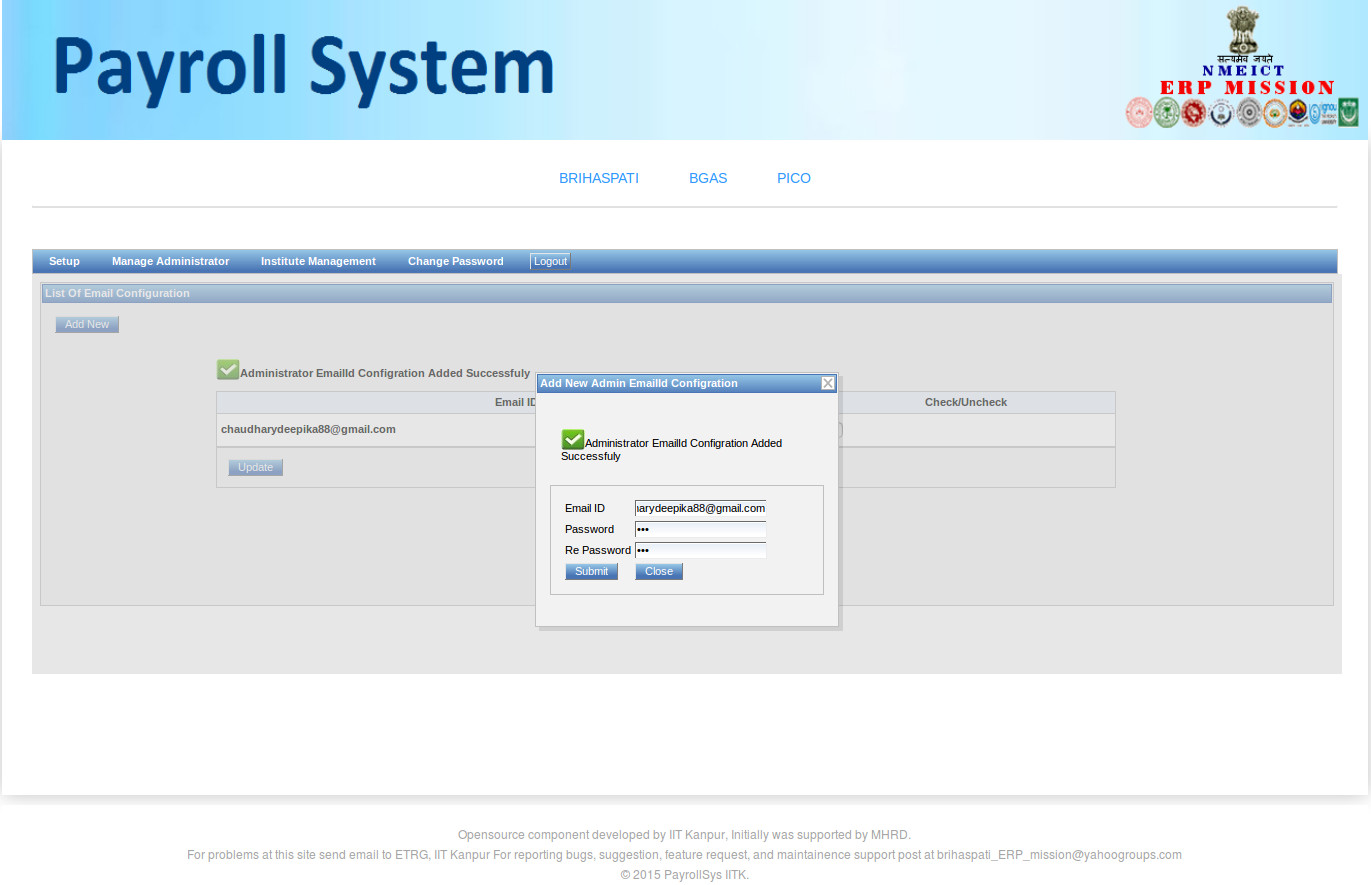 Payroll System
सत्यमेव जयते
NMEICT
ERP MISSION
ignou
BRIHASPATI BGAS PICO
Setup Manage Administrator Institute Management Change Password Logout
List Of Email Configuration
Add New
Administrator EmailId Configration Added Successfuly
Email ID Check/Uncheck
chaudharydeepika88@gmail.com
Update
Add New Admin EmailId Configration
Administrator EmailId Configration Added
Successfuly
Email ID arydeepika88@gmail.com
Password •••
Re Password •••
Submit Close
Opensource component developed by IIT Kanpur, Initially was supported by MHRD.
For problems at this site send email to ETRG, IIT Kanpur For reporting bugs, suggestion, feature request, and maintainence support post at brihaspati_ERP_mission@yahoogroups.com
© 2015 PayrollSys IITK.